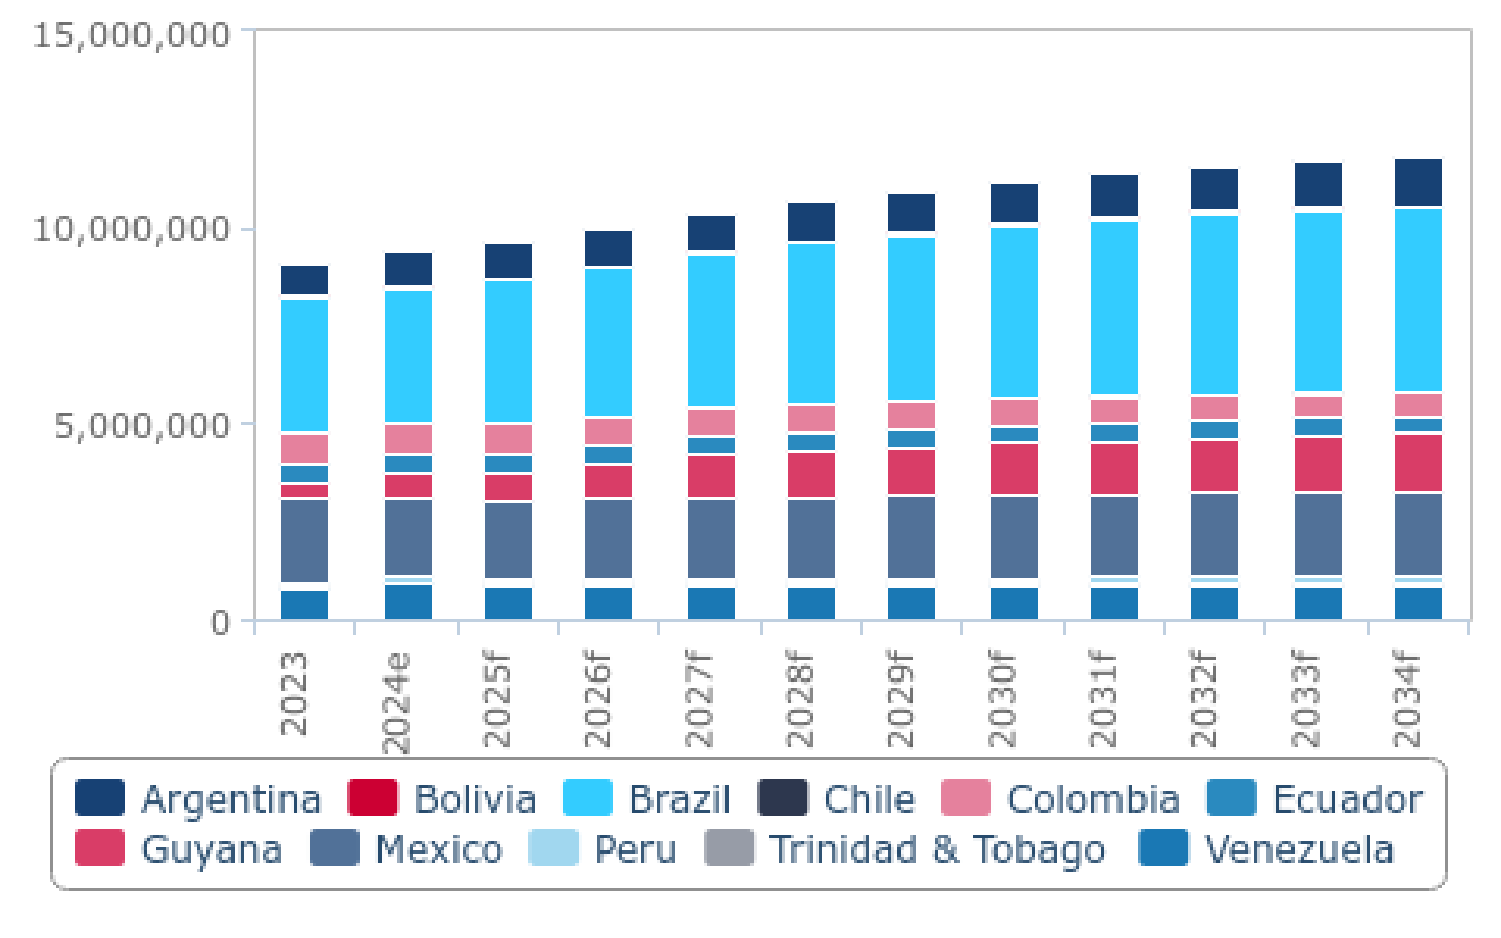 15,000,000
10,000,000
5,000,000
0
2023
2024e
2025f
2026f
2027f
2028f
2029f
2030f
2031f
2032f
2033f
2034f
Argentina Bolivia Brazil Chile Colombia Ecuador
Guyana Mexico Peru Trinidad & Tobago Venezuela